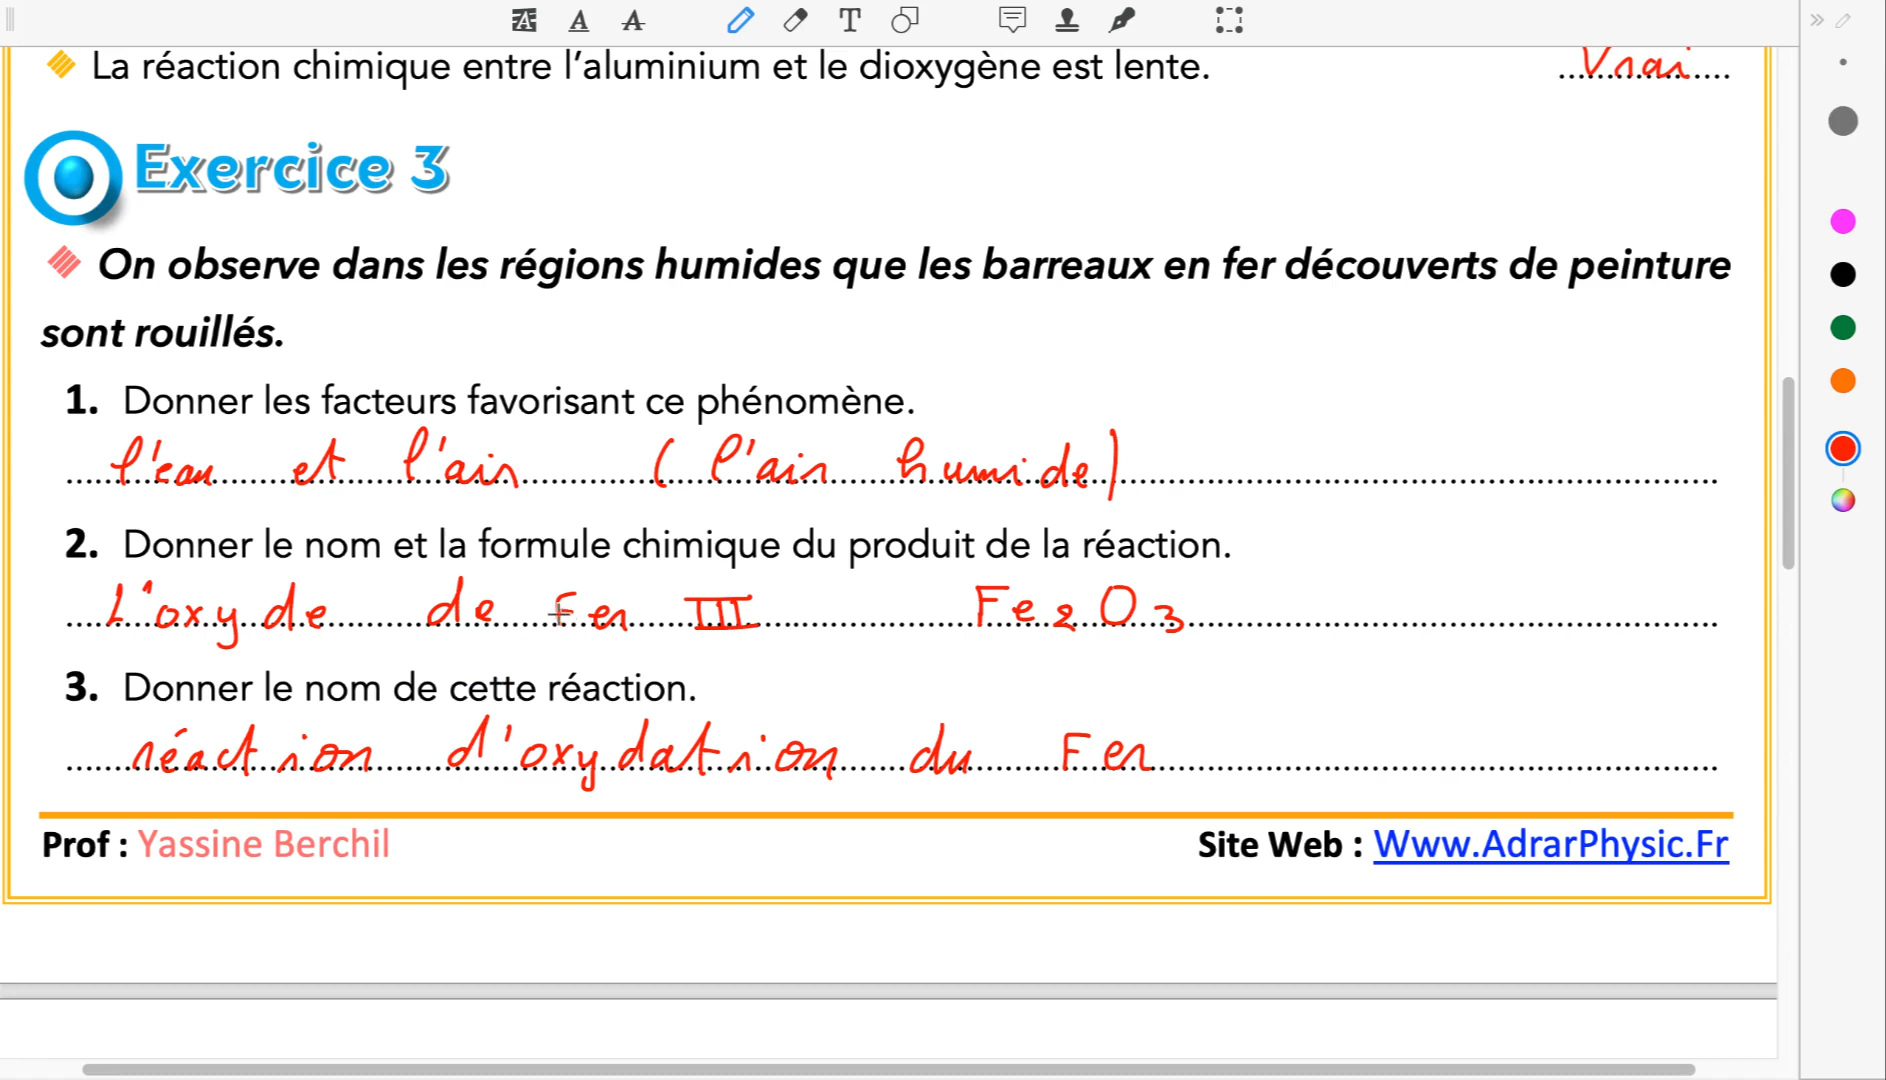 La réaction chimique entre l'aluminium et le dioxygène est lente. ..........Vrai..........
Exercice 3
On observe dans les régions humides que les barreaux en fer découverts de peinture
sont rouillés.
1. Donner les facteurs favorisant ce phénomène.
l'eau et l'air ( l'air humide)
2. Donner le nom et la formule chimique du produit de la réaction.
L'oxyde de Fer III Fe2O3
3. Donner le nom de cette réaction.
réaction d'oxydation du Fer
Prof : Yassine Berchil Site Web : Www.AdrarPhysic.Fr